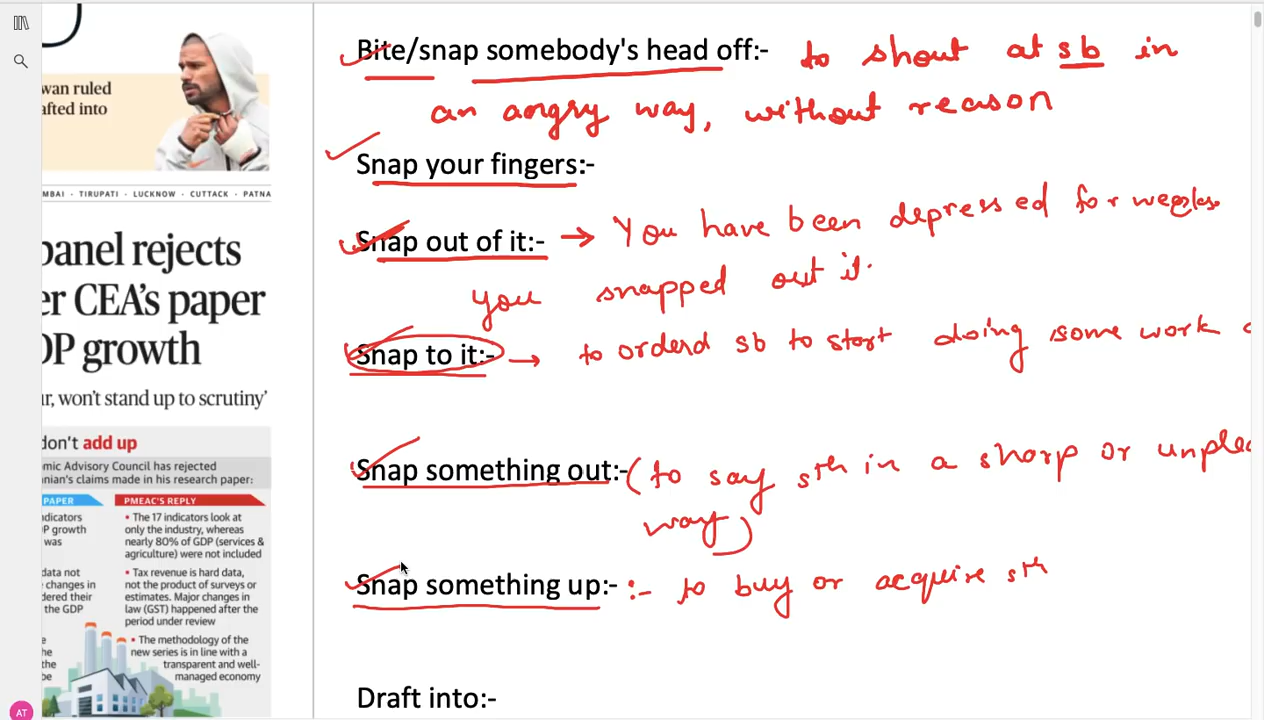 wan ruled
afted into
MBAI • TIRUPATI • LUCKNOW • CUTTACK • PATNA
panel rejects
er CEA's paper
DP growth
ur, won't stand up to scrutiny'
don't add up
mic Advisory Council has rejected
nian's claims made in his research paper:
PAPER
ndicators
P growth
was
data not
changes in
dered their
the GDP
e
he
the
be
PMEAC'S REPLY
• The 17 indicators look at
only the industry, whereas
nearly 80% of GDP (services &
agriculture) were not included
• Tax revenue is hard data,
not the product of surveys or
estimates. Major changes in
law (GST) happened after the
period under review
• The methodology of the
new series is in line with a
transparent and well-
managed economy
AT
Bite/snap somebody's head off:- to shout at sb in
an angry way, without reason
Snap your fingers:-
Snap out of it:- → You have been depressed for
you snapped out it.
Snap to it:- → to orderd sb to start doing some work
Snap something out:- (to say sth in a sharp or unplea
way)
Snap something up:- :- to buy or acquire sth
Draft into:-